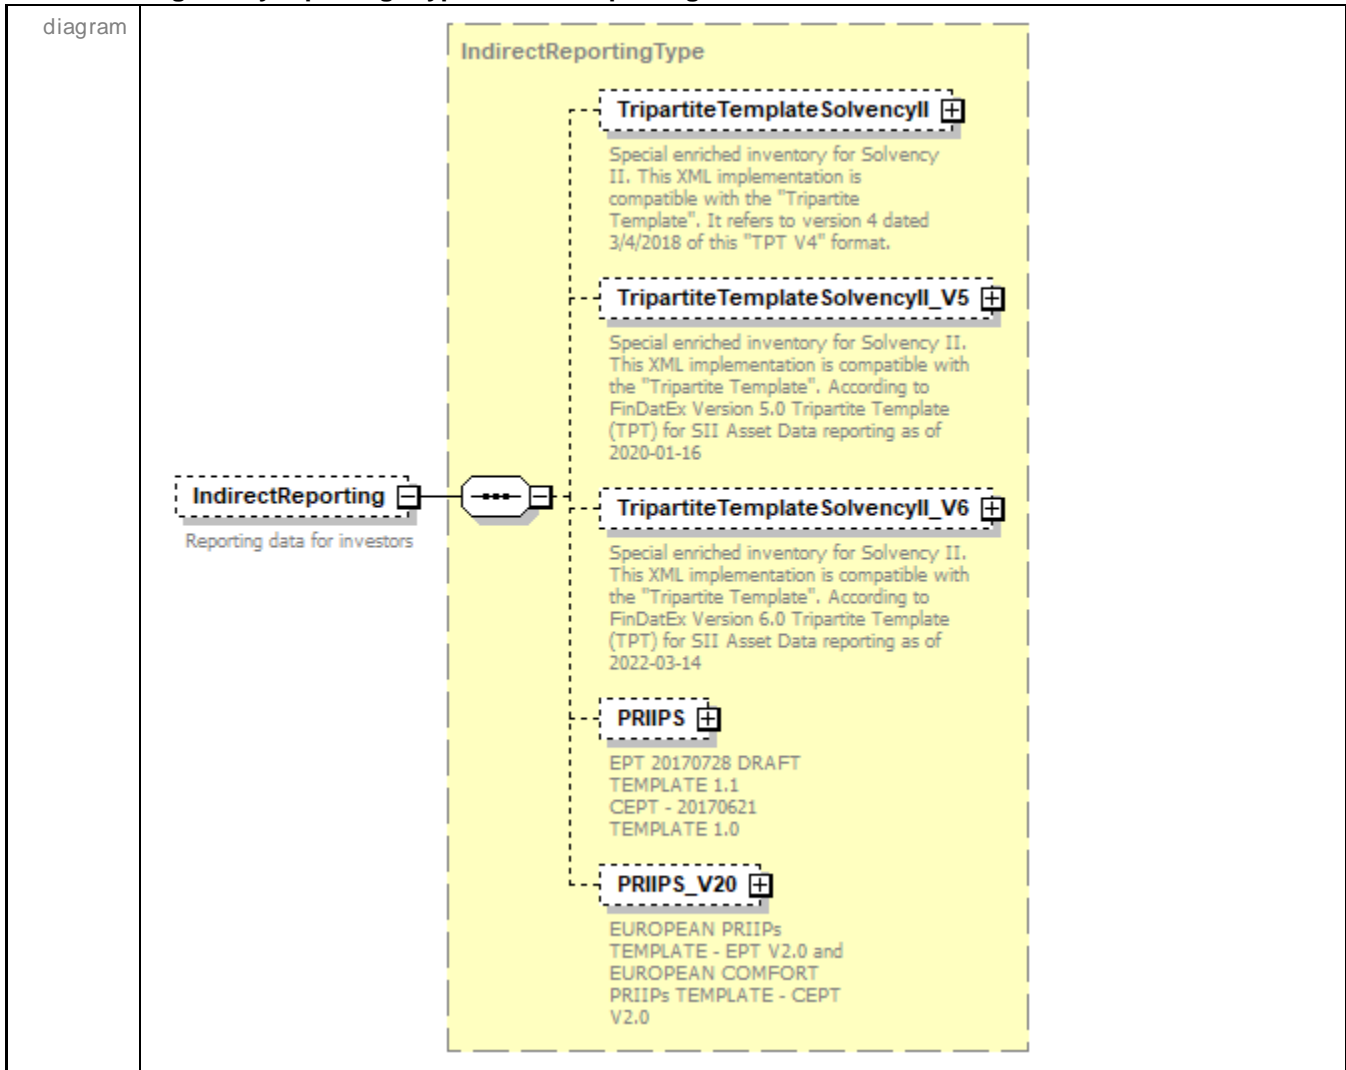 diagram
IndirectReportingType
TripartiteTemplateSolvencyII
Special enriched inventory for Solvency
II. This XML implementation is
compatible with the "Tripartite
Template". It refers to version 4 dated
3/4/2018 of this "TPT V4" format.
TripartiteTemplateSolvencyII_V5
Special enriched inventory for Solvency II.
This XML implementation is compatible with
the "Tripartite Template". According to
FinDatEx Version 5.0 Tripartite Template
(TPT) for SII Asset Data reporting as of
2020-01-16
IndirectReporting
Reporting data for investors
TripartiteTemplateSolvencyII_V6
Special enriched inventory for Solvency II.
This XML implementation is compatible with
the "Tripartite Template". According to
FinDatEx Version 6.0 Tripartite Template
(TPT) for SII Asset Data reporting as of
2022-03-14
PRIIPS
EPT 20170728 DRAFT
TEMPLATE 1.1
CEPT - 20170621
TEMPLATE 1.0
PRIIPS_V20
EUROPEAN PRIIPs
TEMPLATE - EPT V2.0 and
EUROPEAN COMFORT
PRIIPs TEMPLATE - CEPT
V2.0